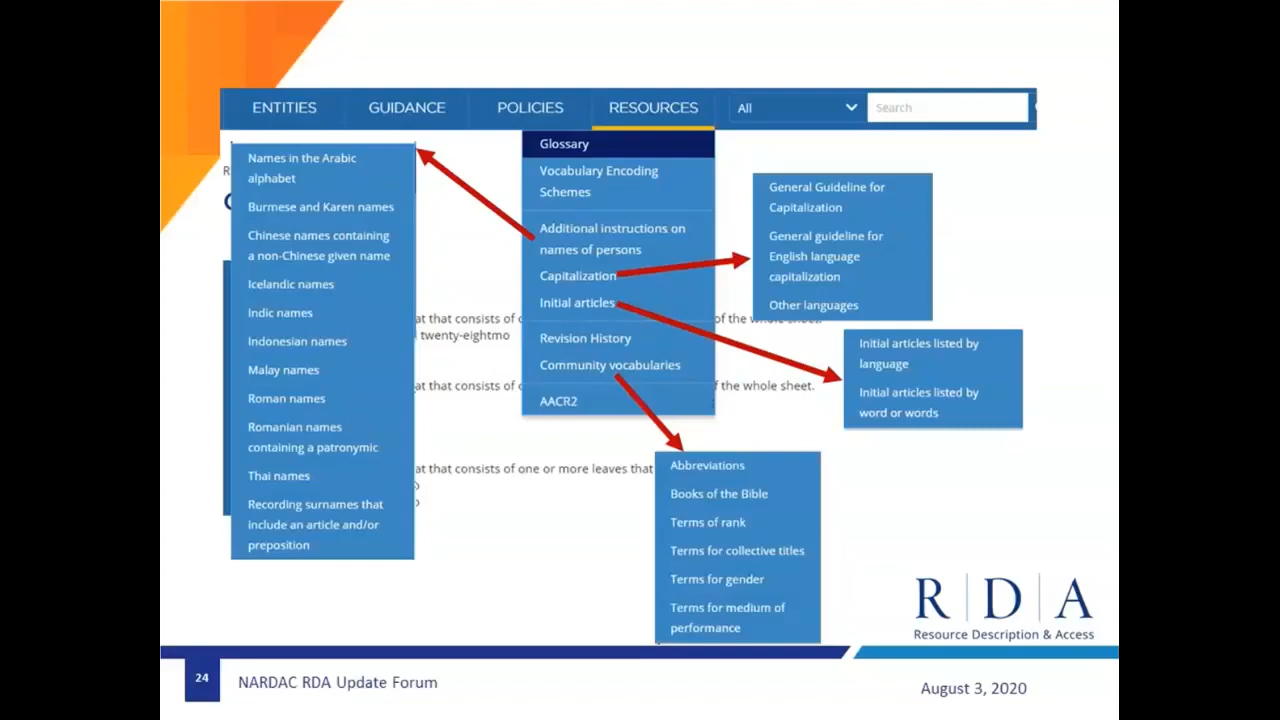 ENTITIES GUIDANCE POLICIES RESOURCES All Search
Names in the Arabic
alphabet
Burmese and Karen names
Chinese names containing
a non-Chinese given name
Icelandic names
Indic names
Indonesian names
Malay names
Roman names
Romanian names
containing a patronymic
Thai names
Recording surnames that
include an article and/or
preposition
Glossary
Vocabulary Encoding
Schemes
Additional instructions on
names of persons
Capitalization
Initial articles
Revision History
Community vocabularies
AACR2
General Guideline for
Capitalization
General guideline for
English language
capitalization
Other languages
Initial articles listed by
language
Initial articles listed by
word or words
Abbreviations
Books of the Bible
Terms of rank
Terms for collective titles
Terms for gender
Terms for medium of
performance
at that consists of of the whole
twenty-eightmo
at that consists of the whole sheet.
at that consists of one or more leaves that
R D A
Resource Description & Access
24
NARDAC RDA Update Forum
August 3, 2020